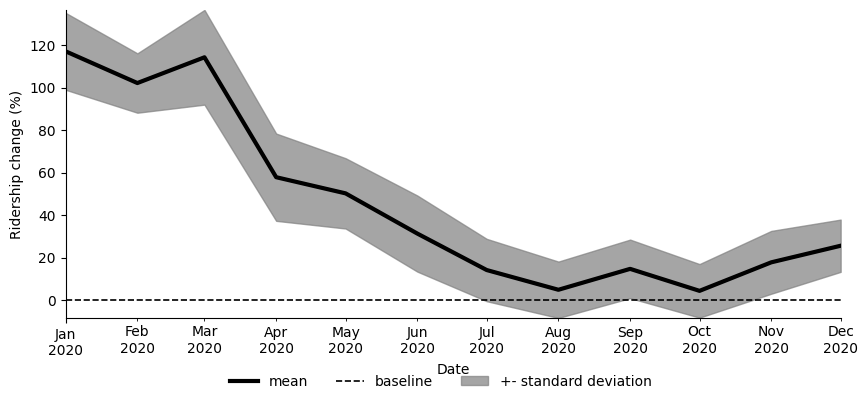 Ridership change (%)
120
100
80
60
40
20
0
Jan Feb Mar Apr May Jun Jul Aug Sep Oct Nov Dec
2020 2020 2020 2020 2020 2020 2020 2020 2020 2020 2020 2020
Date
mean baseline +- standard deviation